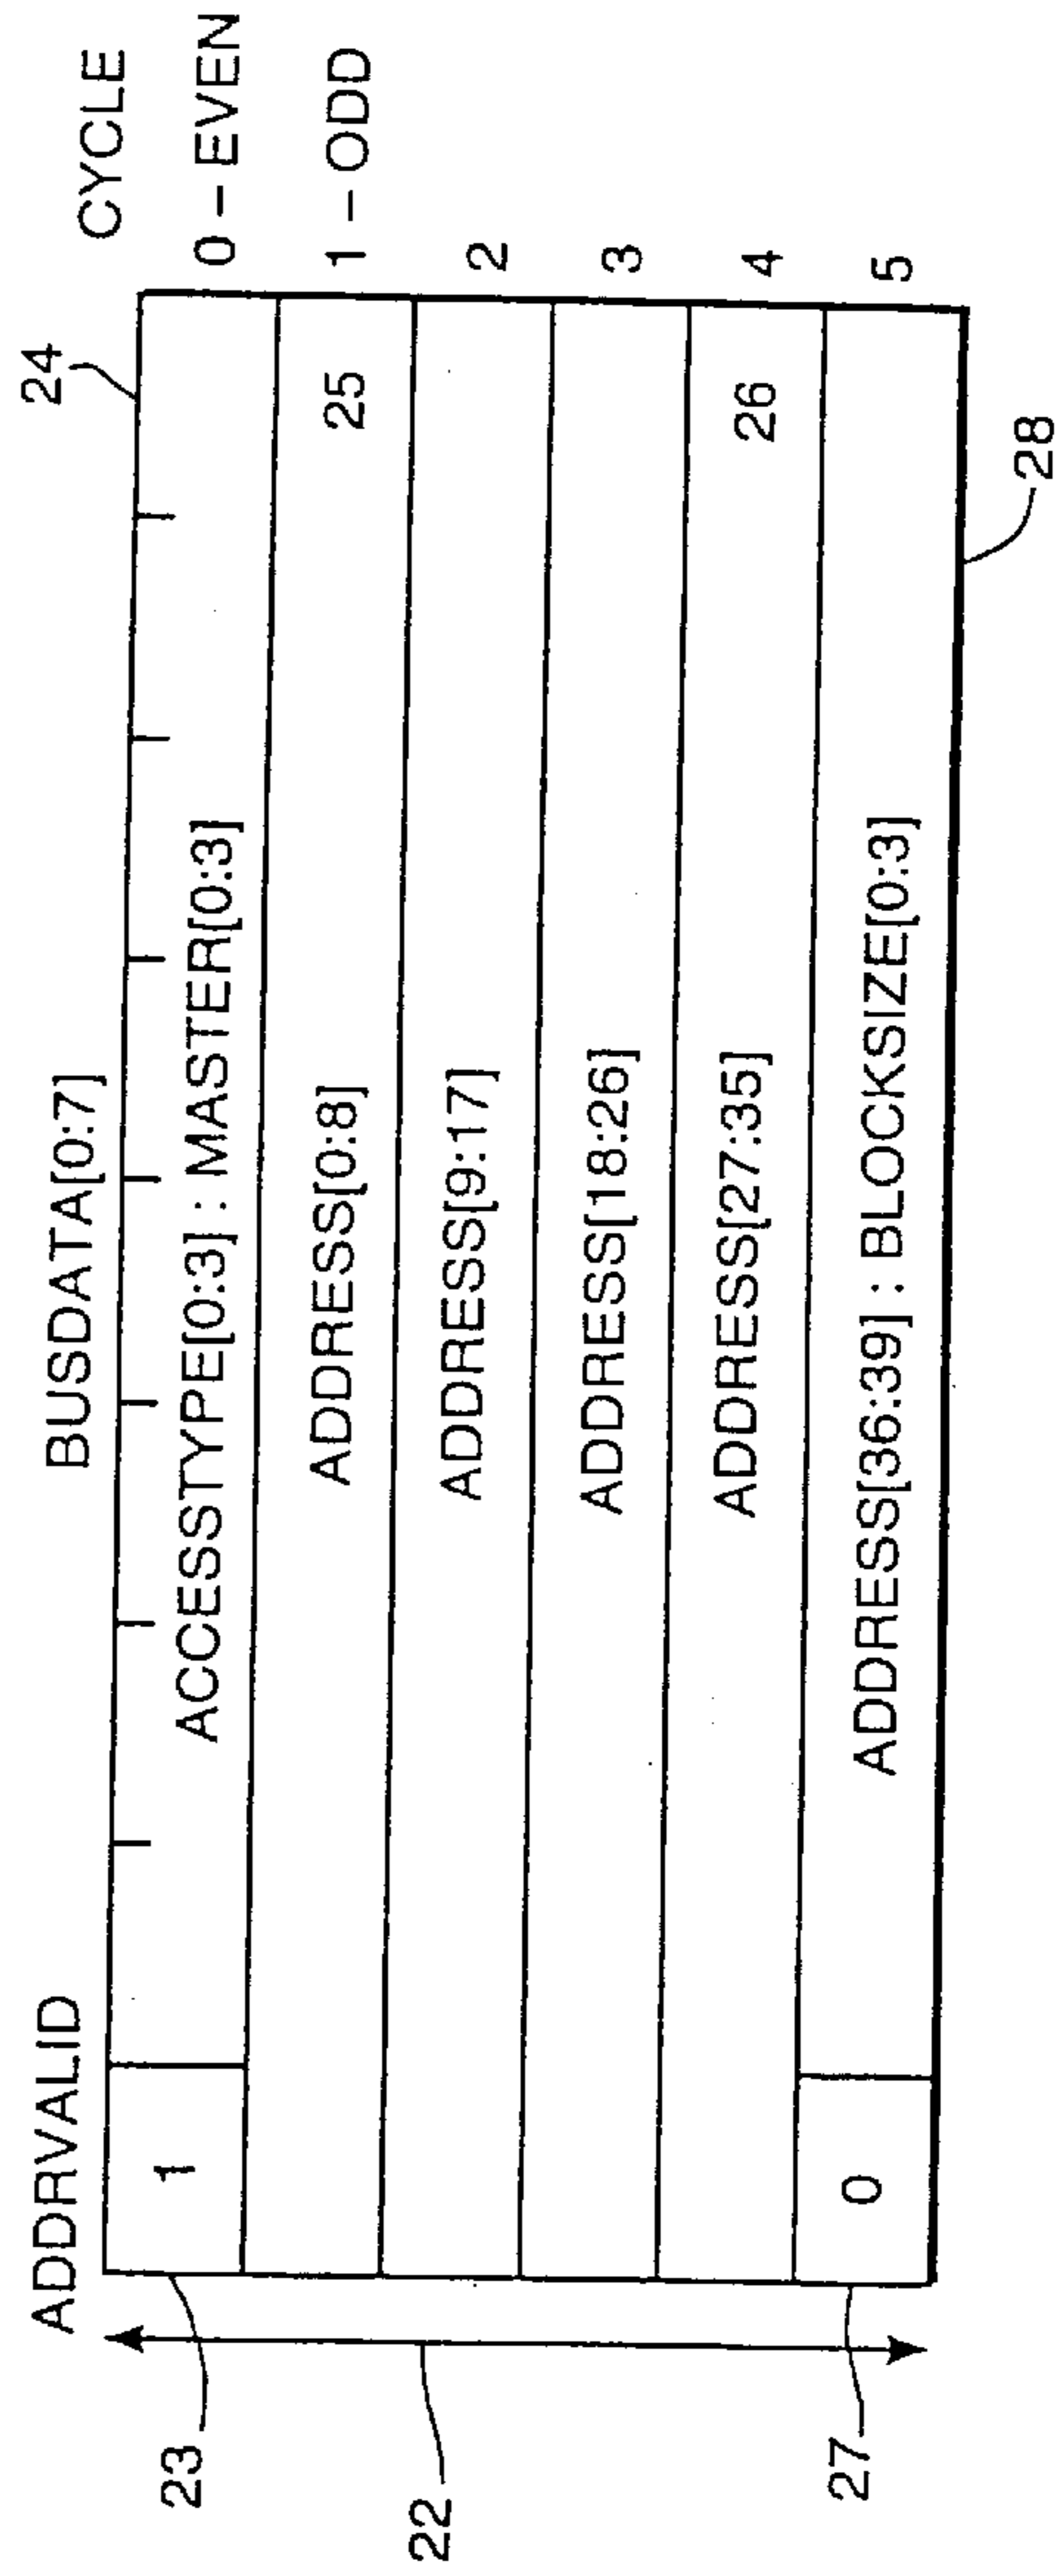 ADDRVALID BUSDATA[0:7] 24 CYCLE
23 1 ACCESSTYPE[0:3] : MASTER[0:3] 0 – EVEN
ADDRESS[0:8] 25 1 – ODD
22 ADDRESS[9:17] 2
ADDRESS[18:26] 3
ADDRESS[27:35] 26 4
27 0 ADDRESS[36:39] : BLOCKSIZE[0:3] 5
28